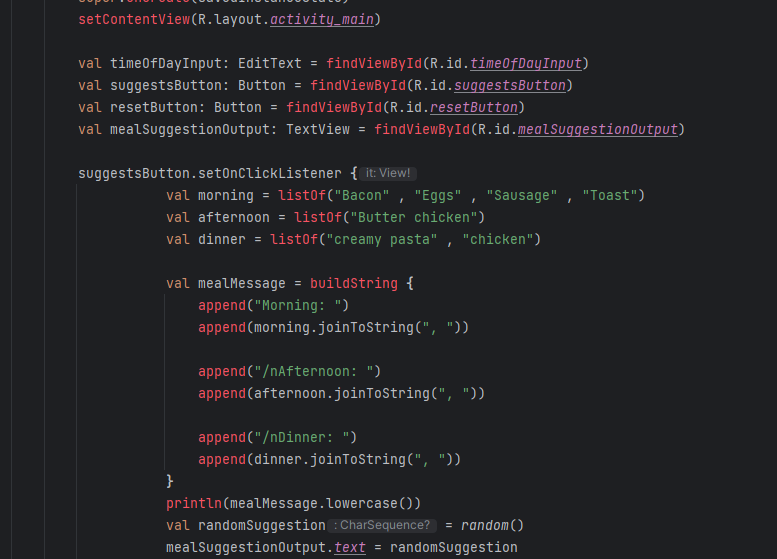 super.onCreate(savedInstanceState)
setContentView(R.layout.activity_main)
val timeOfDayInput: EditText = findViewById(R.id.timeOfDayInput)
val suggestsButton: Button = findViewById(R.id.suggestsButton)
val resetButton: Button = findViewById(R.id.resetButton)
val mealSuggestionOutput: TextView = findViewById(R.id.mealSuggestionOutput)
suggestsButton.setOnClickListener { it: View!
val morning = listOf("Bacon" , "Eggs" , "Sausage" , "Toast")
val afternoon = listOf("Butter chicken")
val dinner = listOf("creamy pasta" , "chicken")
val mealMessage = buildString {
append("Morning: ")
append(morning.joinToString(", "))
append("/nAfternoon: ")
append(afternoon.joinToString(", "))
append("/nDinner: ")
append(dinner.joinToString(", "))
}
println(mealMessage.lowercase())
val randomSuggestion : CharSequence? = random()
mealSuggestionOutput.text = randomSuggestion